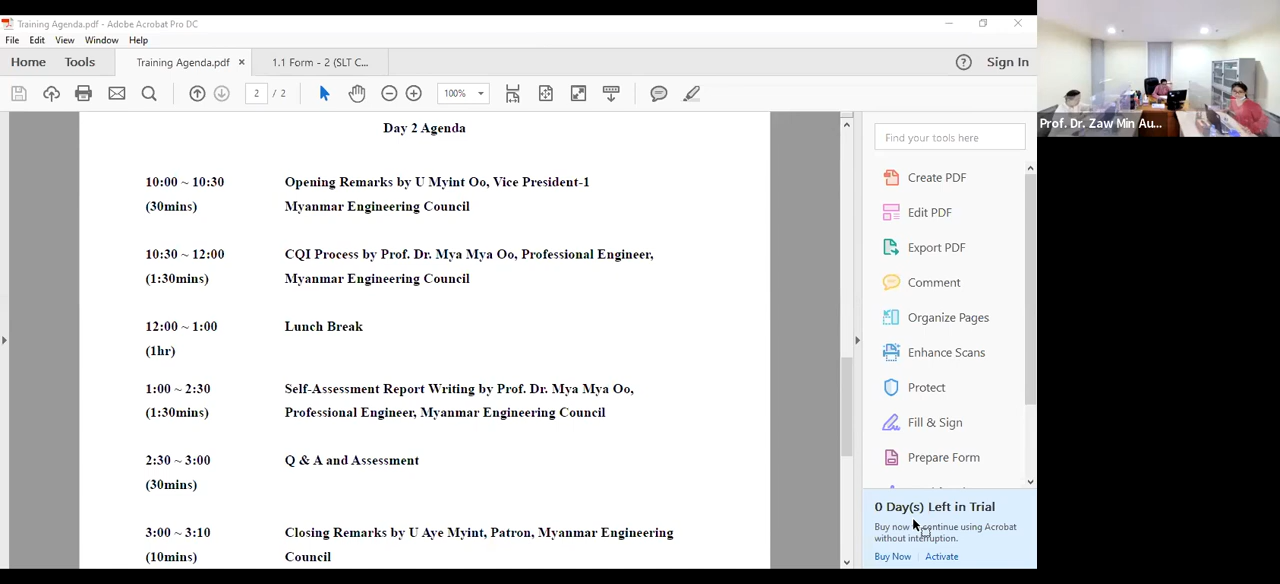 Training Agenda.pdf - Adobe Acrobat Pro DC
File Edit View Window Help
Home Tools Training Agenda.pdf × 1.1 Form - 2 (SLT C... Sign In
2 / 2 100%
Day 2 Agenda
10:00 ~ 10:30 Opening Remarks by U Myint Oo, Vice President-1
(30mins) Myanmar Engineering Council
10:30 ~ 12:00 CQI Process by Prof. Dr. Mya Mya Oo, Professional Engineer,
(1:30mins) Myanmar Engineering Council
12:00 ~ 1:00 Lunch Break
(1hr)
1:00 ~ 2:30 Self-Assessment Report Writing by Prof. Dr. Mya Mya Oo,
(1:30mins) Professional Engineer, Myanmar Engineering Council
2:30 ~ 3:00 Q & A and Assessment
(30mins)
3:00 ~ 3:10 Closing Remarks by U Aye Myint, Patron, Myanmar Engineering
(10mins) Council
Find your tools here
Create PDF
Edit PDF
Export PDF
Comment
Organize Pages
Enhance Scans
Protect
Fill & Sign
Prepare Form
0 Day(s) Left in Trial
Buy now to continue using Acrobat
without interruption.
Buy Now Activate
Prof. Dr. Zaw Min Au...